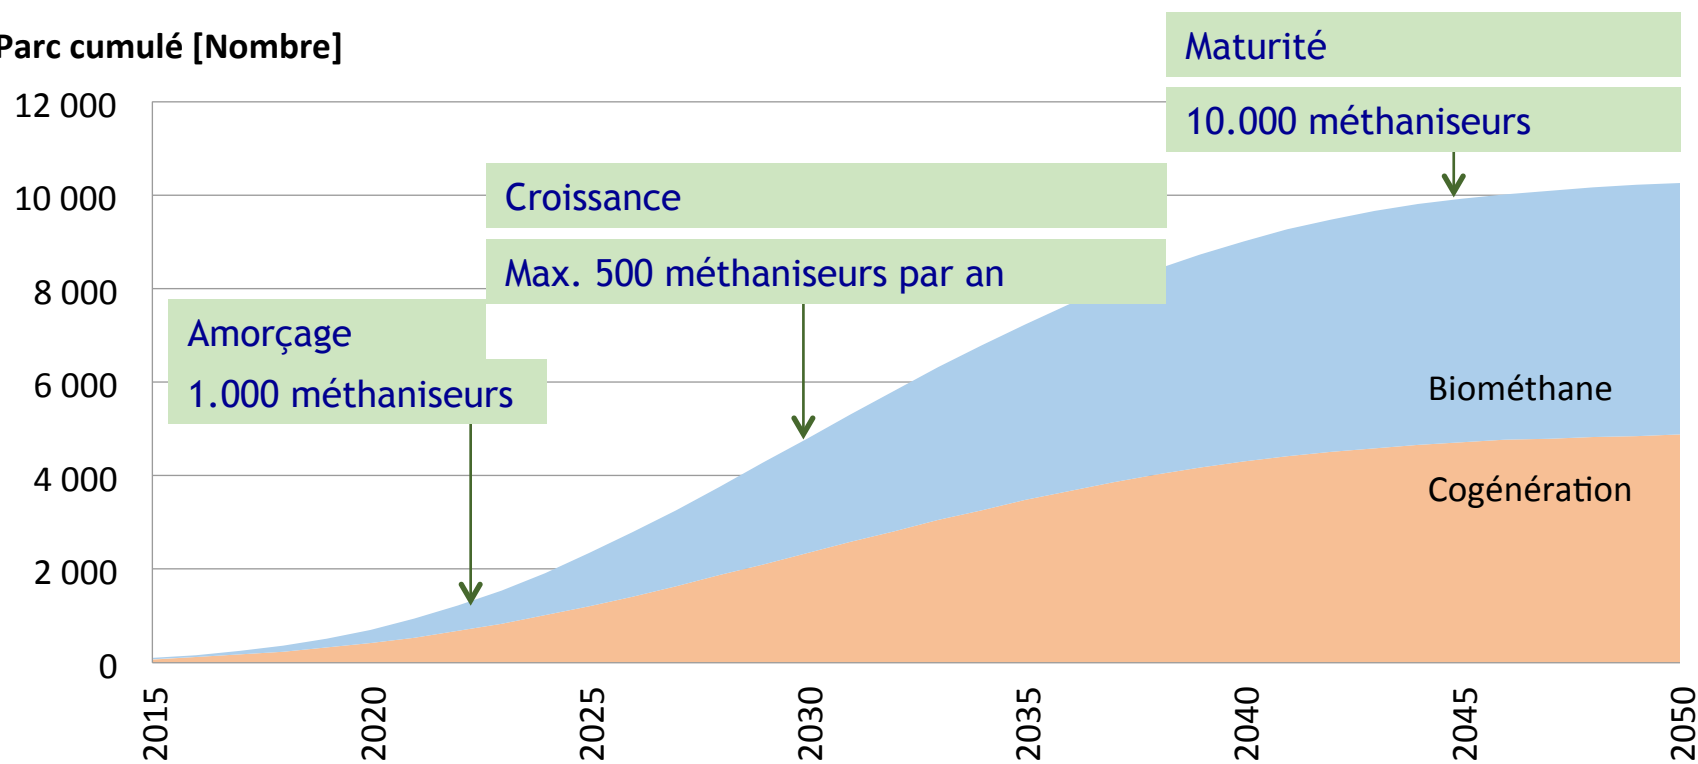 Parc cumulé [Nombre]
12 000
10 000
8 000
6 000
4 000
2 000
0
Amorçage
1.000 méthaniseurs
Croissance
Max. 500 méthaniseurs par an
Maturité
10.000 méthaniseurs
Biométhane
Cogénération
2015
2020
2025
2030
2035
2040
2045
2050